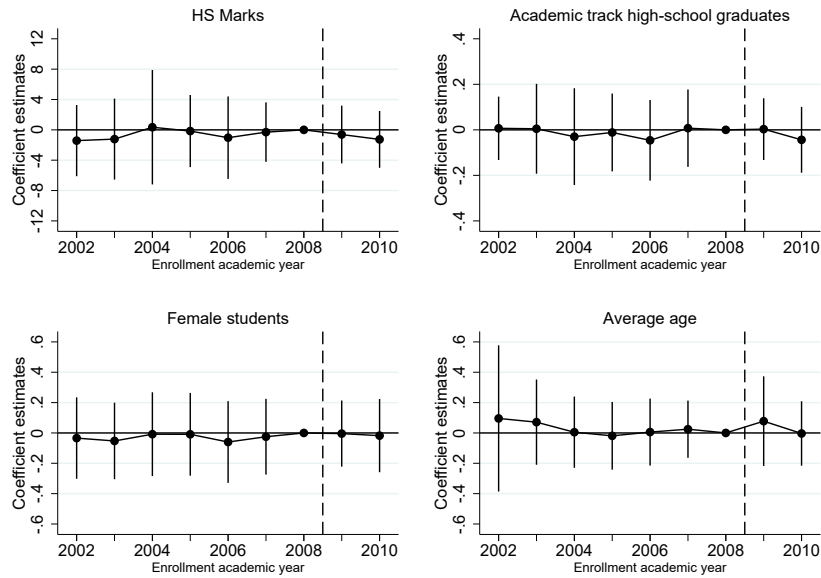 HS Marks
Coefficient estimates
12
8
4
0
-4
-8
-12
2002 2004 2006 2008 2010
Enrollment academic year
Academic track high-school graduates
Coefficient estimates
.4
.2
0
-.2
-.4
2002 2004 2006 2008 2010
Enrollment academic year
Female students
Coefficient estimates
.6
.4
.2
0
-.2
-.4
-.6
2002 2004 2006 2008 2010
Enrollment academic year
Average age
Coefficient estimates
.6
.4
.2
0
-.2
-.4
-.6
2002 2004 2006 2008 2010
Enrollment academic year